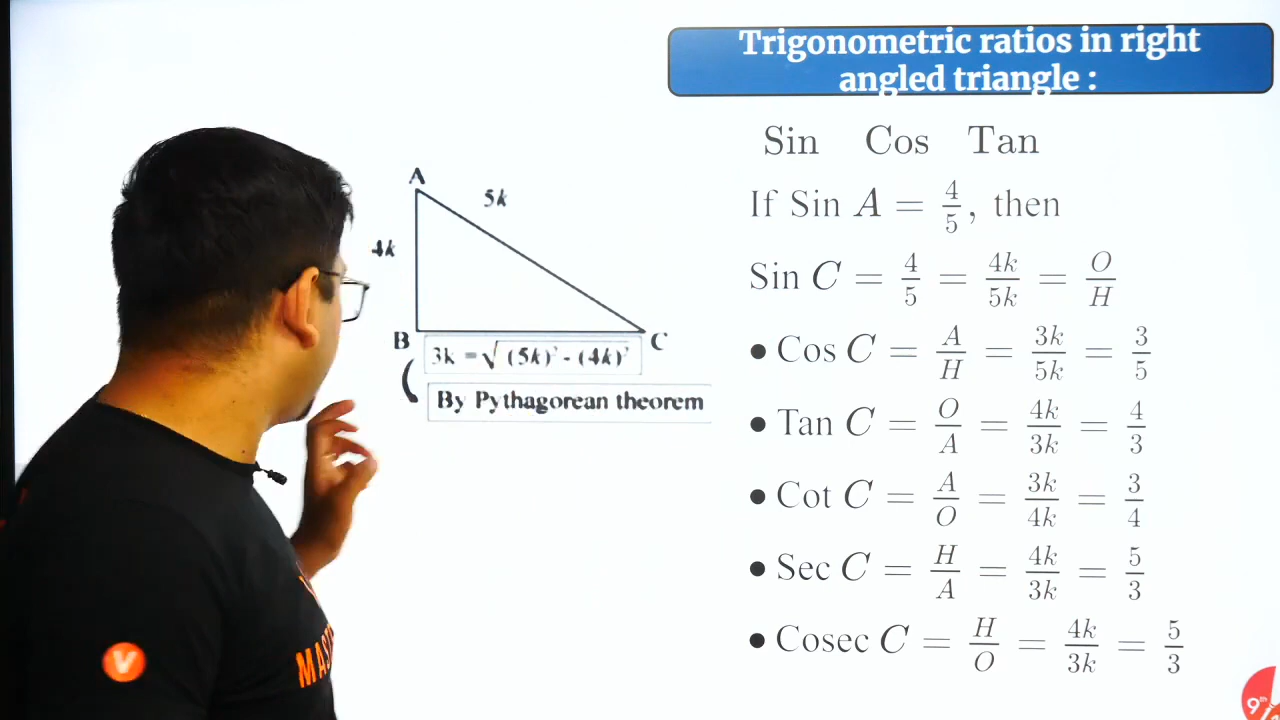 Trigonometric ratios in right
angled triangle :
Sin Cos Tan
If Sin A = 4/5, then
Sin C = 4/5 = 4k/5k = O/H
• Cos C = A/H = 3k/5k = 3/5
• Tan C = O/A = 4k/3k = 4/3
• Cot C = A/O = 3k/4k = 3/4
• Sec C = H/A = 4k/3k = 5/3
• Cosec C = H/O = 4k/3k = 5/3
A
5k
4k
B
C
3k = √(5k)² - (4k)²
By Pythagorean theorem
V
MAST
9th